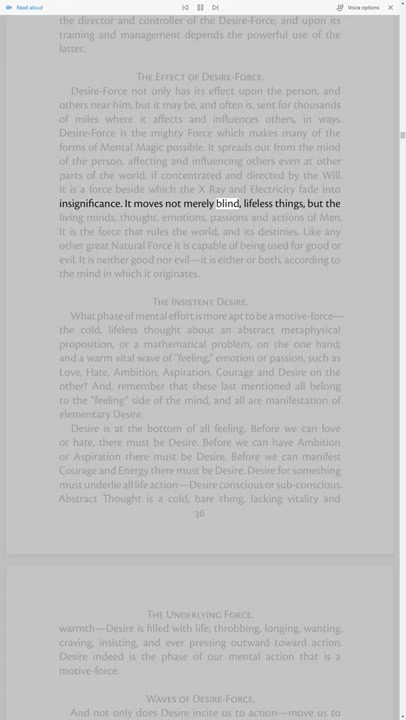 Read aloud
Voice options
the director and controller of the Desire-Force, and upon its
training and management depends the powerful use of the
latter.
The Effect of Desire-Force.
Desire-Force not only has its effect upon the person, and
others near him, but it may be, and often is, sent for thousands
of miles where it affects and influences others, in ways.
Desire-Force is the mighty Force which makes many of the
forms of Mental Magic possible. It spreads out from the mind
of the person, affecting and influencing others even at other
parts of the world, if concentrated and directed by the Will.
It is a force beside which the X Ray and Electricity fade into
insignificance. It moves not merely blind, lifeless things, but the
living minds, thought, emotions, passions and actions of Men.
It is the force that rules the world, and its destinies. Like any
other great Natural Force it is capable of being used for good or
evil. It is neither good nor evil—it is either or both, according to
the mind in which it originates.
The Insistent Desire.
What phase of mental effort is more apt to be a motive-force—
the cold, lifeless thought about an abstract metaphysical
proposition, or a mathematical problem, on the one hand;
and a warm vital wave of "feeling," emotion or passion, such as
Love, Hate, Ambition, Aspiration, Courage and Desire on the
other? And, remember that these last mentioned all belong
to the "feeling" side of the mind, and all are manifestation of
elementary Desire.
Desire is at the bottom of all feeling. Before we can love
or hate, there must be Desire. Before we can have Ambition
or Aspiration there must be Desire. Before we can manifest
Courage and Energy there must be Desire. Desire for something
must underlie all life action—Desire conscious or sub-conscious.
Abstract Thought is a cold, bare thing, lacking vitality and
36
The Underlying Force.
warmth—Desire is filled with life, throbbing, longing, wanting,
craving, insisting, and ever pressing outward toward action.
Desire indeed is the phase of our mental action that is a
motive-force.
Waves of Desire-Force.
And not only does Desire incite us to action—move us to